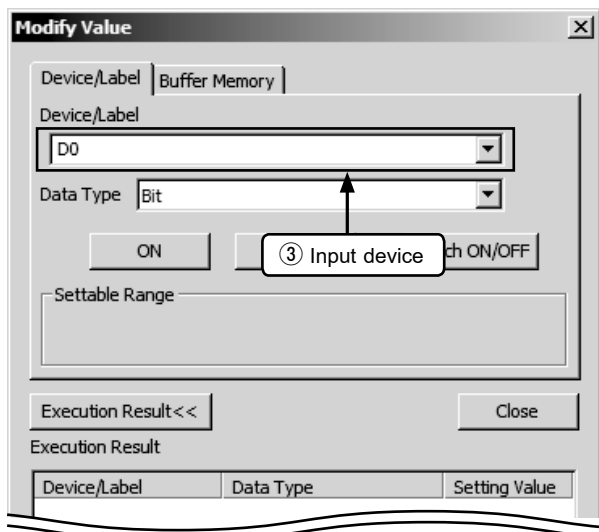 Modify Value
Device/Label Buffer Memory
Device/Label
D0
Data Type Bit
ON ch ON/OFF
③ Input device
Settable Range
Execution Result<< Close
Execution Result
Device/Label Data Type Setting Value